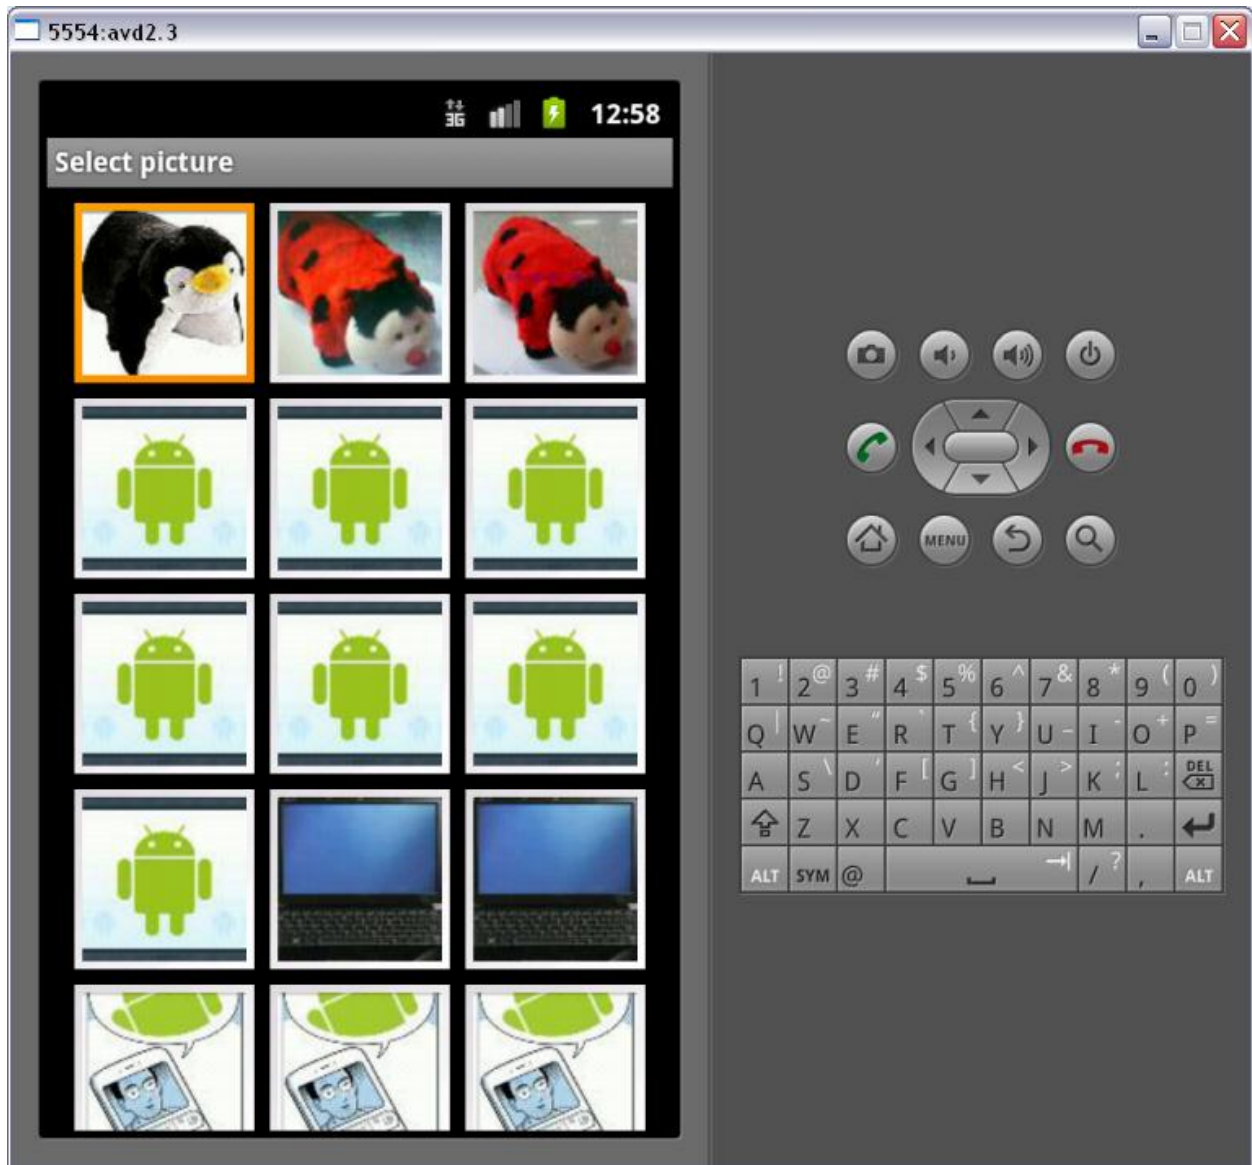 5554:avd2.3
3G 12:58
Select picture
MENU
1 ! 2 @ 3 # 4 $ 5 % 6 ^ 7 & 8 * 9 ( 0 )
Q | W ~ E " R ` T { Y } U _ I - O + P =
A S \ D ' F [ G ] H < J > K ; L : DEL
Z X C V B N M .
ALT SYM @ / ? , ALT